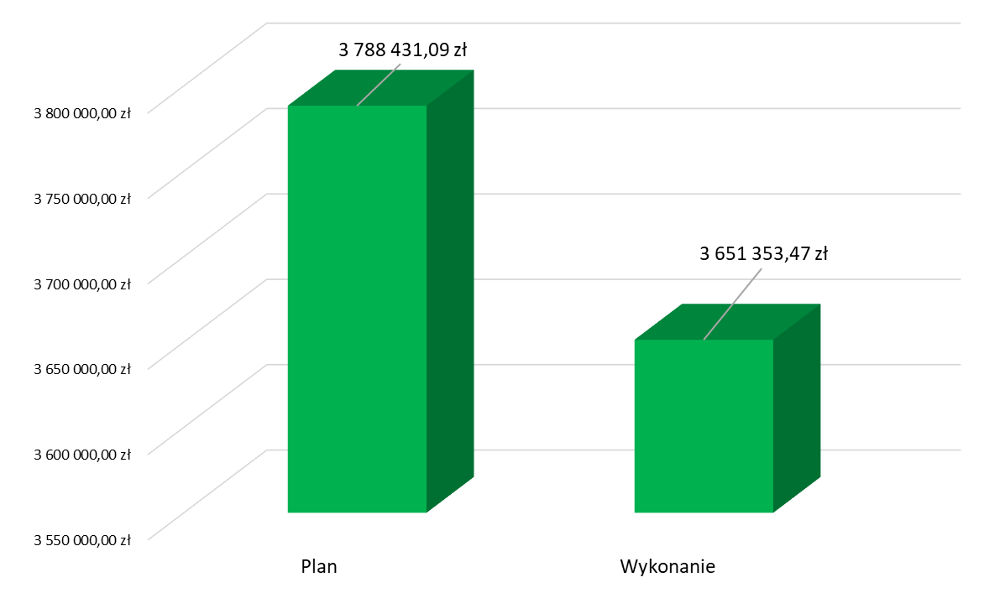 3 788 431,09 zł
3 800 000,00 zł
3 750 000,00 zł
3 700 000,00 zł
3 651 353,47 zł
3 650 000,00 zł
3 600 000,00 zł
3 550 000,00 zł
Plan
Wykonanie